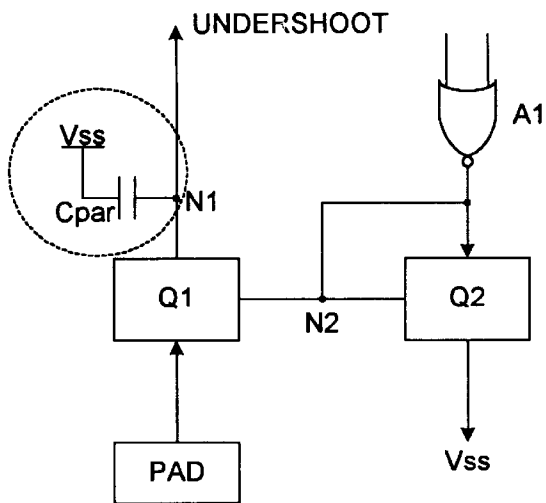 UNDERSHOOT
A1
Vss
Cpar
N1
Q1
Q2
N2
PAD
Vss